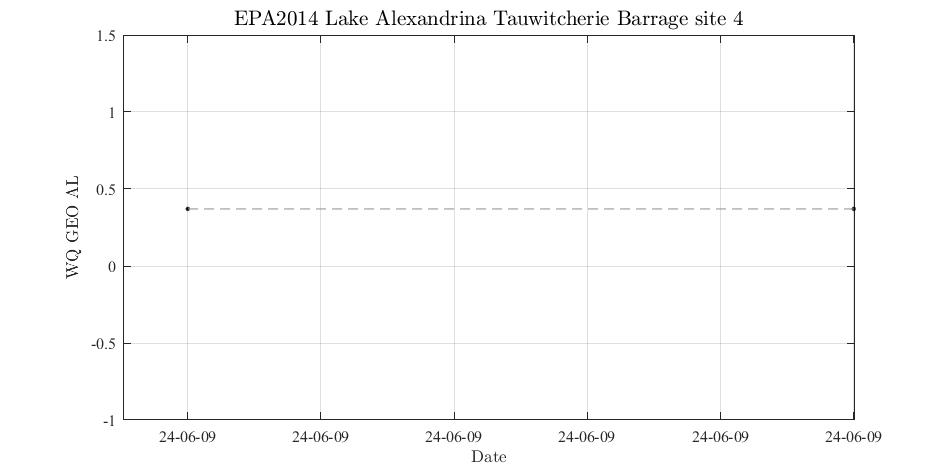 EPA2014 Lake Alexandrina Tauwitcherie Barrage site 4
1.5
1
0.5
0
-0.5
-1
WQ GEO AL
24-06-09 24-06-09 24-06-09 24-06-09 24-06-09 24-06-09
Date